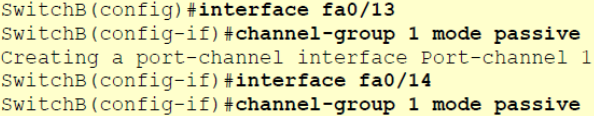 SwitchB(config)#interface fa0/13
SwitchB(config-if)#channel-group 1 mode passive
Creating a port-channel interface Port-channel 1
SwitchB(config-if)#interface fa0/14
SwitchB(config-if)#channel-group 1 mode passive